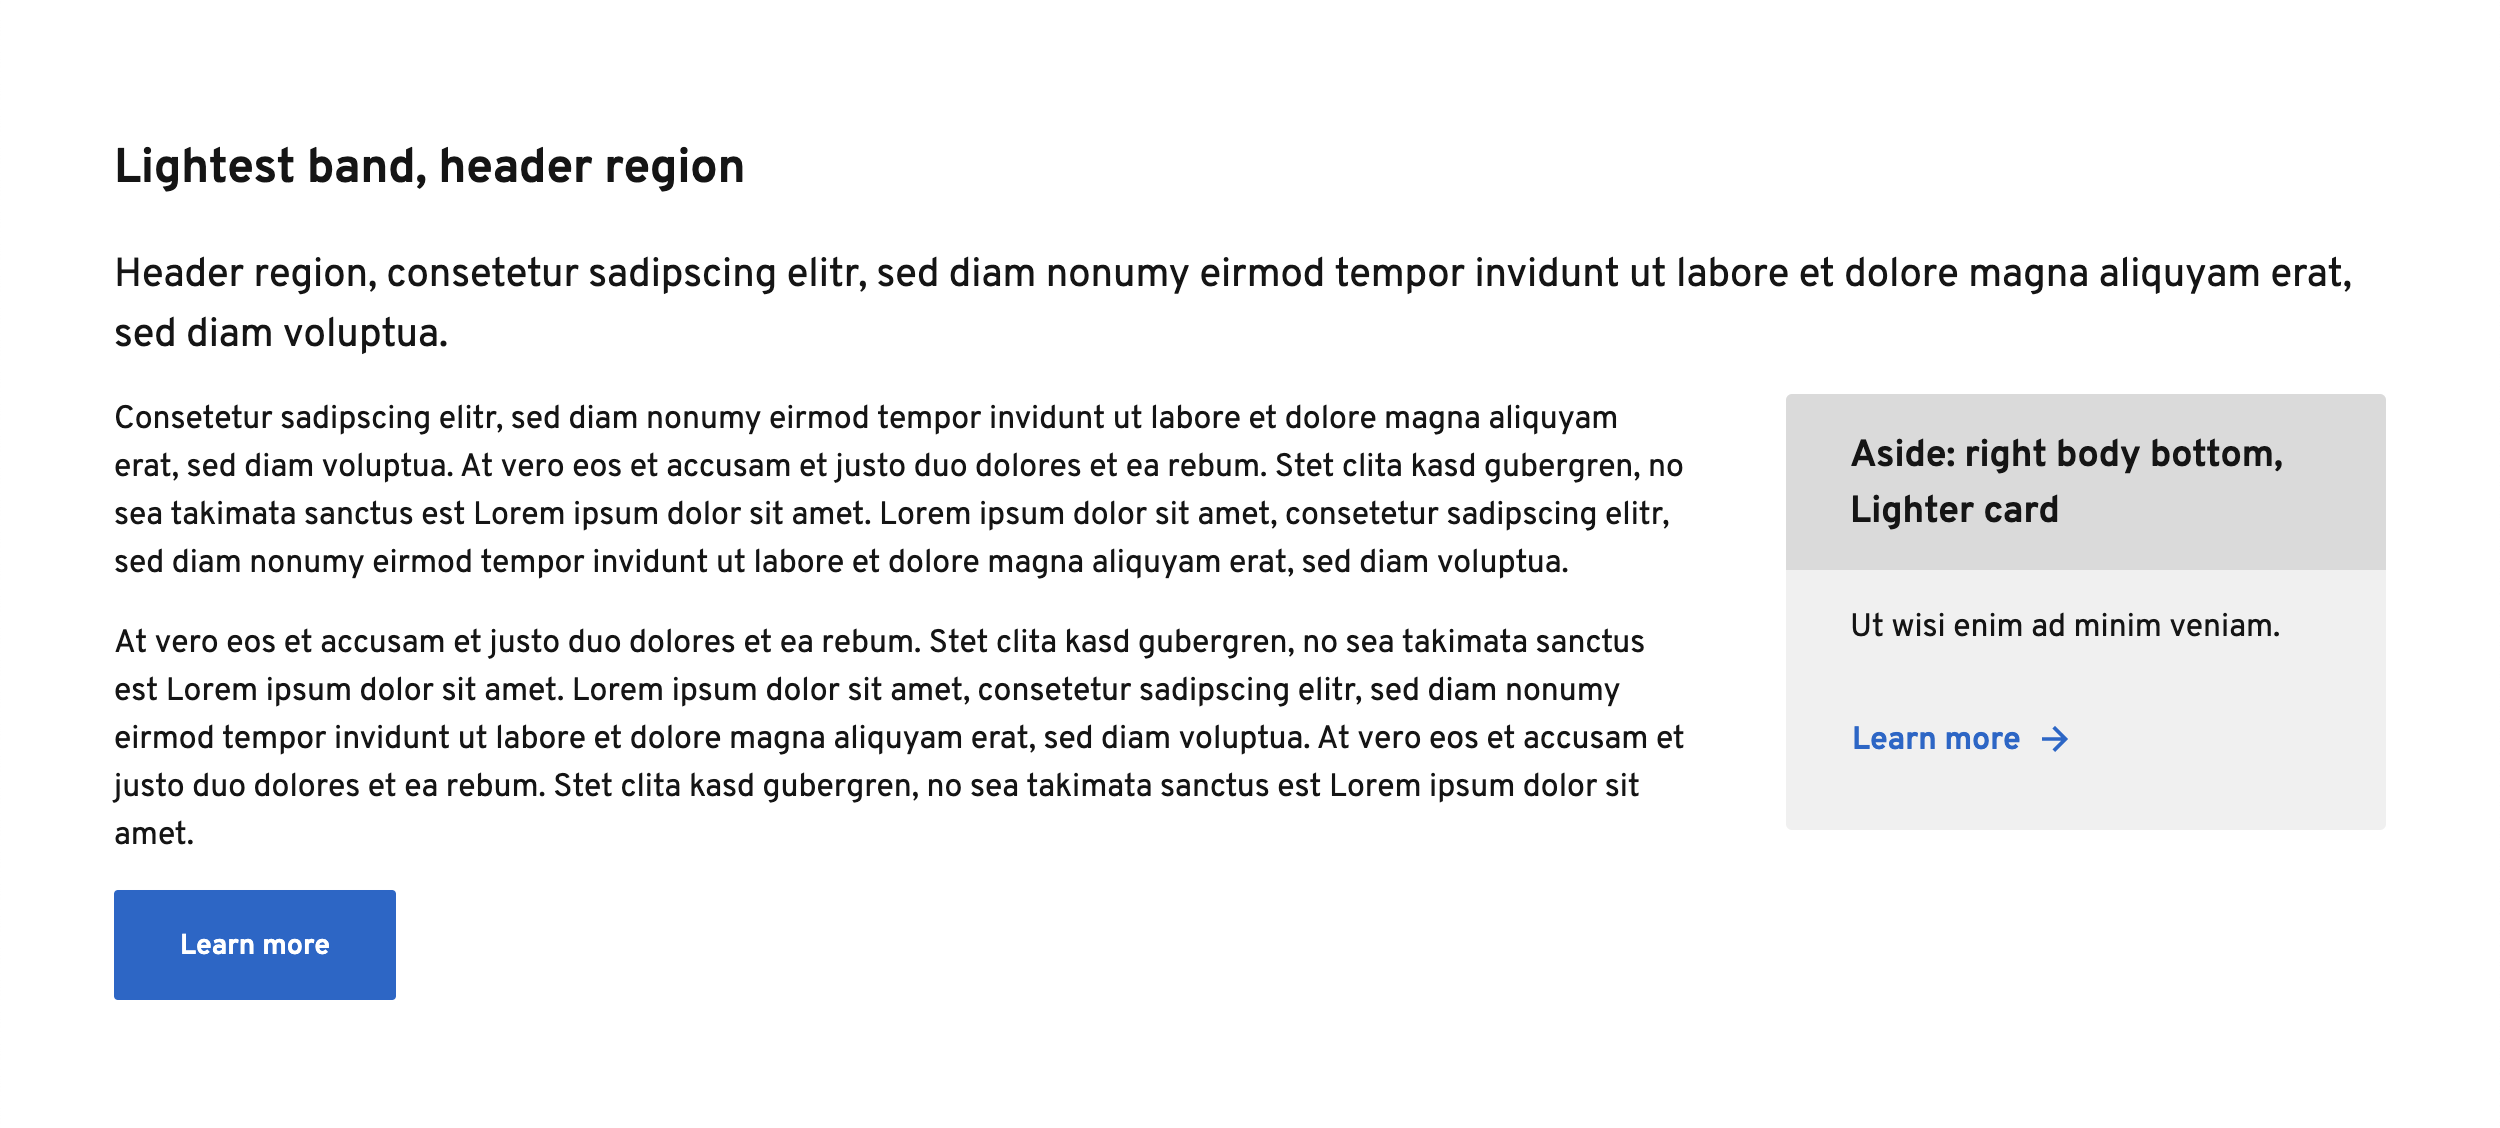 Lightest band, header region
Header region, consetetur sadipscing elitr, sed diam nonumy eirmod tempor invidunt ut labore et dolore magna aliquyam erat,
sed diam voluptua.
Consetetur sadipscing elitr, sed diam nonumy eirmod tempor invidunt ut labore et dolore magna aliquyam
erat, sed diam voluptua. At vero eos et accusam et justo duo dolores et ea rebum. Stet clita kasd gubergren, no
sea takimata sanctus est Lorem ipsum dolor sit amet. Lorem ipsum dolor sit amet, consetetur sadipscing elitr,
sed diam nonumy eirmod tempor invidunt ut labore et dolore magna aliquyam erat, sed diam voluptua.
At vero eos et accusam et justo duo dolores et ea rebum. Stet clita kasd gubergren, no sea takimata sanctus
est Lorem ipsum dolor sit amet. Lorem ipsum dolor sit amet, consetetur sadipscing elitr, sed diam nonumy
eirmod tempor invidunt ut labore et dolore magna aliquyam erat, sed diam voluptua. At vero eos et accusam et
justo duo dolores et ea rebum. Stet clita kasd gubergren, no sea takimata sanctus est Lorem ipsum dolor sit
amet.
Learn more
Aside: right body bottom,
Lighter card
Ut wisi enim ad minim veniam.
Learn more →